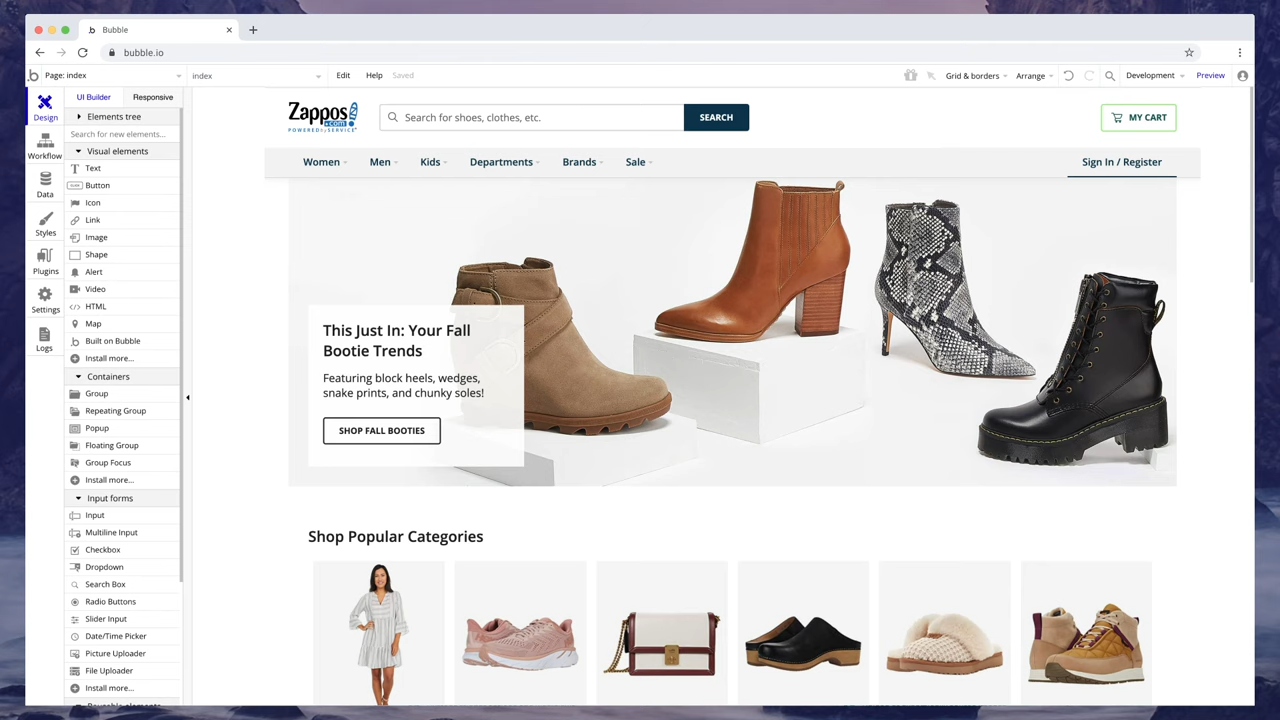 Bubble
bubble.io
Page: index
index
Edit
Help
Saved
Grid & borders
Arrange
Development
Preview
Design
Workflow
Data
Styles
Plugins
Settings
Logs
UI Builder
Responsive
Elements tree
Search for new elements...
Visual elements
Text
Button
Icon
Link
Image
Shape
Alert
Video
HTML
Map
Built on Bubble
Install more...
Containers
Group
Repeating Group
Popup
Floating Group
Group Focus
Install more...
Input forms
Input
Multiline Input
Checkbox
Dropdown
Search Box
Radio Buttons
Slider Input
Date/Time Picker
Picture Uploader
File Uploader
Install more...
Reusable elements
Zappos
.com
POWERED by SERVICE™
Search for shoes, clothes, etc.
SEARCH
MY CART
Women
Men
Kids
Departments
Brands
Sale
Sign In / Register
This Just In: Your Fall
Bootie Trends
Featuring block heels, wedges,
snake prints, and chunky soles!
SHOP FALL BOOTIES
Shop Popular Categories